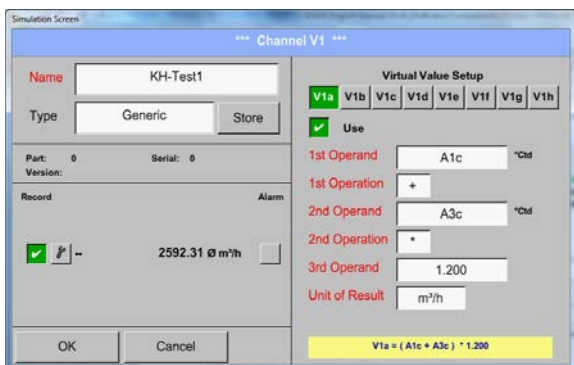 Simulation Screen
*** Channel V1 ***
Name
KH-Test1
Type
Generic
Store
Part: 0
Serial: 0
Version:
Record
Alarm
--
2592.31 Ø m³/h
OK
Cancel
Virtual Value Setup
V1a V1b V1c V1d V1e V1f V1g V1h
Use
1st Operand A1c °Ctd
1st Operation +
2nd Operand A3c °Ctd
2nd Operation *
3rd Operand 1.200
Unit of Result m³/h
V1a = ( A1c + A3c ) * 1.200